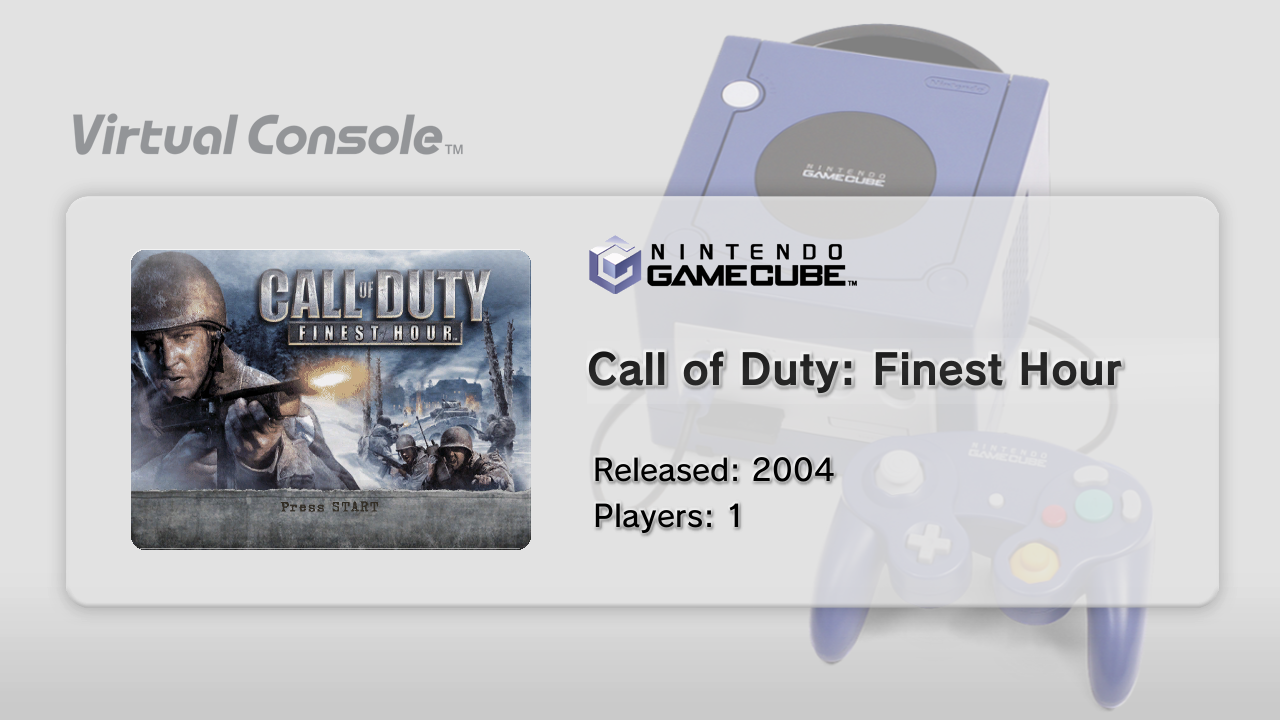 Nintendo
NINTENDO
GAMECUBE
Virtual Console™
NINTENDO
GAMECUBE™
CALL OF DUTY
FINEST HOUR
Press START
Call of Duty: Finest Hour
Released: 2004
Players: 1
NINTENDO
GAMECUBE